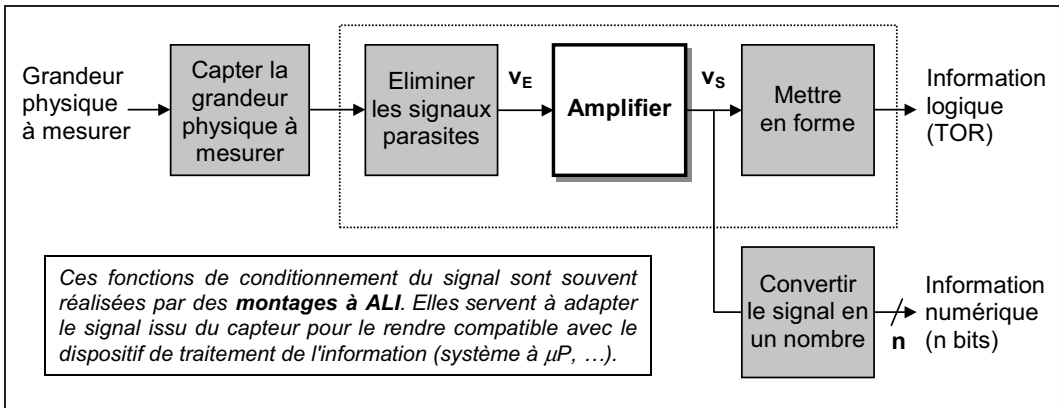 Grandeur
physique
à mesurer
Capter la
grandeur
physique à
mesurer
Eliminer
les signaux
parasites
vE
Amplifier
vS
Mettre
en forme
Information
logique
(TOR)
Ces fonctions de conditionnement du signal sont souvent
réalisées par des montages à ALI. Elles servent à adapter
le signal issu du capteur pour le rendre compatible avec le
dispositif de traitement de l'information (système à µP, …).
Convertir
le signal en
un nombre
n
Information
numérique
(n bits)